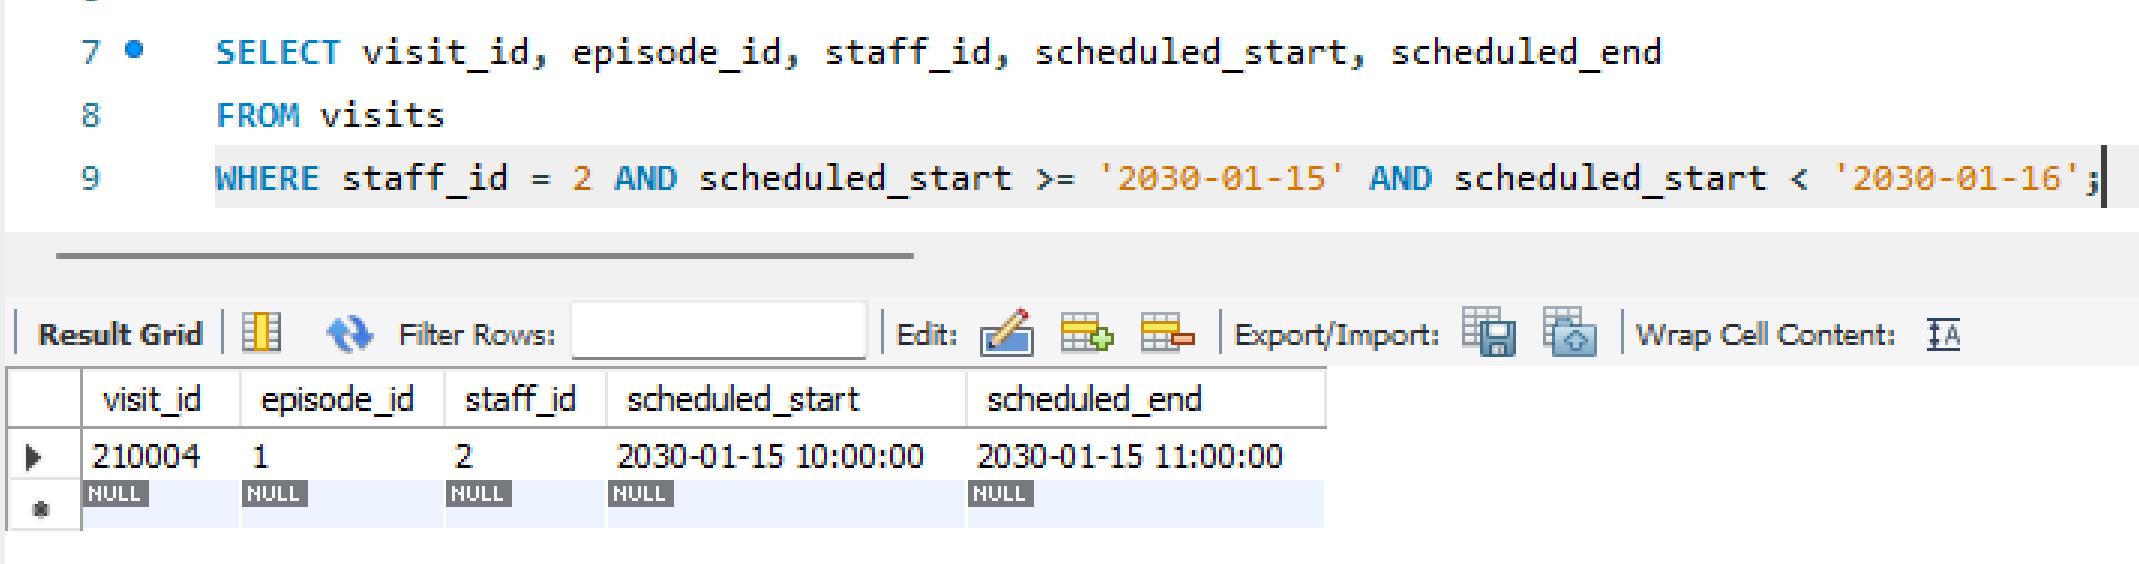 7 SELECT visit_id, episode_id, staff_id, scheduled_start, scheduled_end
8 FROM visits
9 WHERE staff_id = 2 AND scheduled_start >= '2030-01-15' AND scheduled_start < '2030-01-16';
Result Grid Filter Rows: Edit: Export/Import: Wrap Cell Content: IA
visit_id episode_id staff_id scheduled_start scheduled_end
210004 1 2 2030-01-15 10:00:00 2030-01-15 11:00:00
NULL NULL NULL NULL NULL